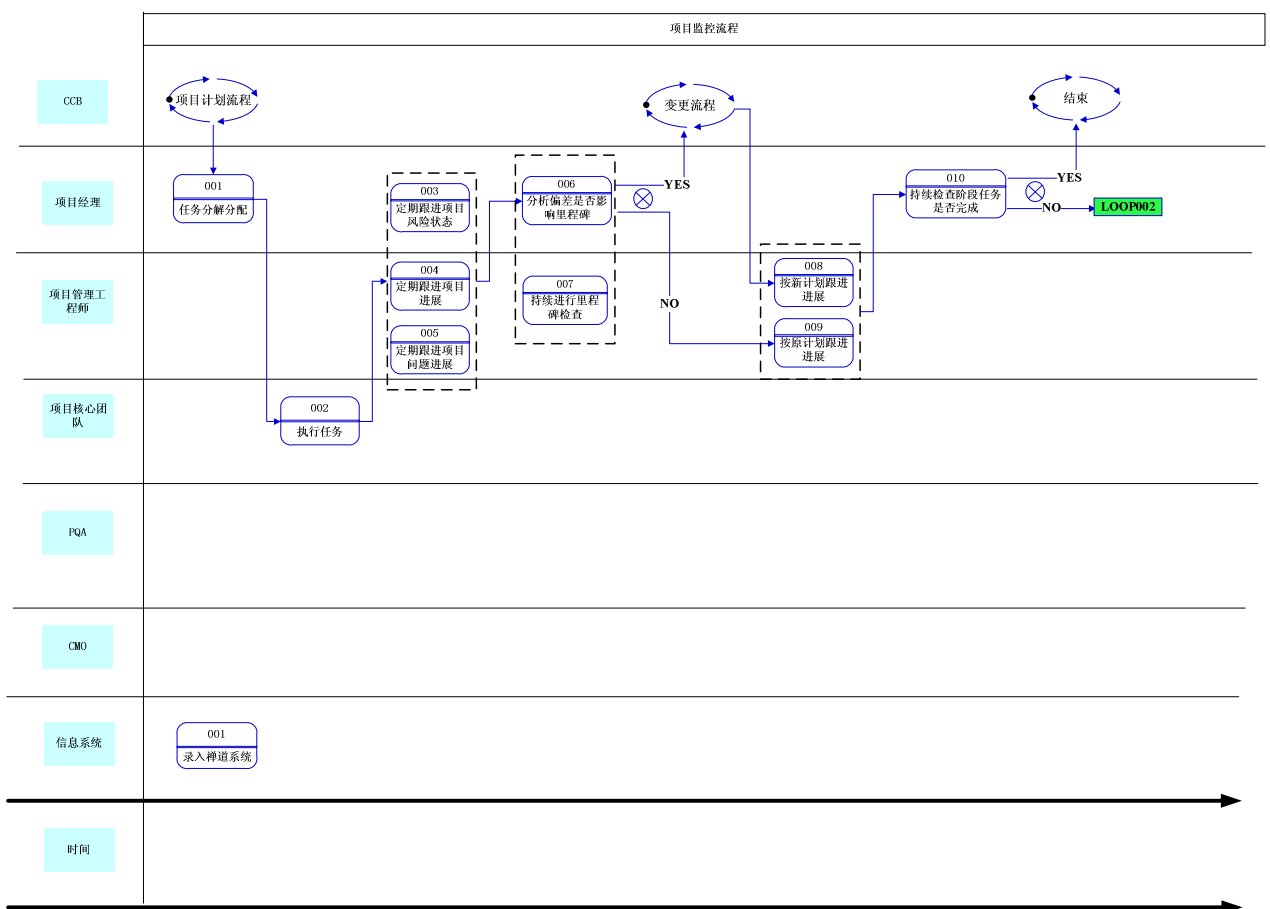 项目监控流程
CCB
项目计划流程
变更流程
结束
项目经理
001
任务分解分配
003
定期跟进项目
风险状态
006
分析偏差是否影
响里程碑
YES
010
持续检查阶段任务
是否完成
YES
NO
LOOP002
项目管理工
程师
004
定期跟进项目
进展
005
定期跟进项目
问题进展
007
持续进行里程
碑检查
NO
008
按新计划跟进
进展
009
按原计划跟进
进展
项目核心团
队
002
执行任务
PQA
CMO
信息系统
001
录入禅道系统
时间